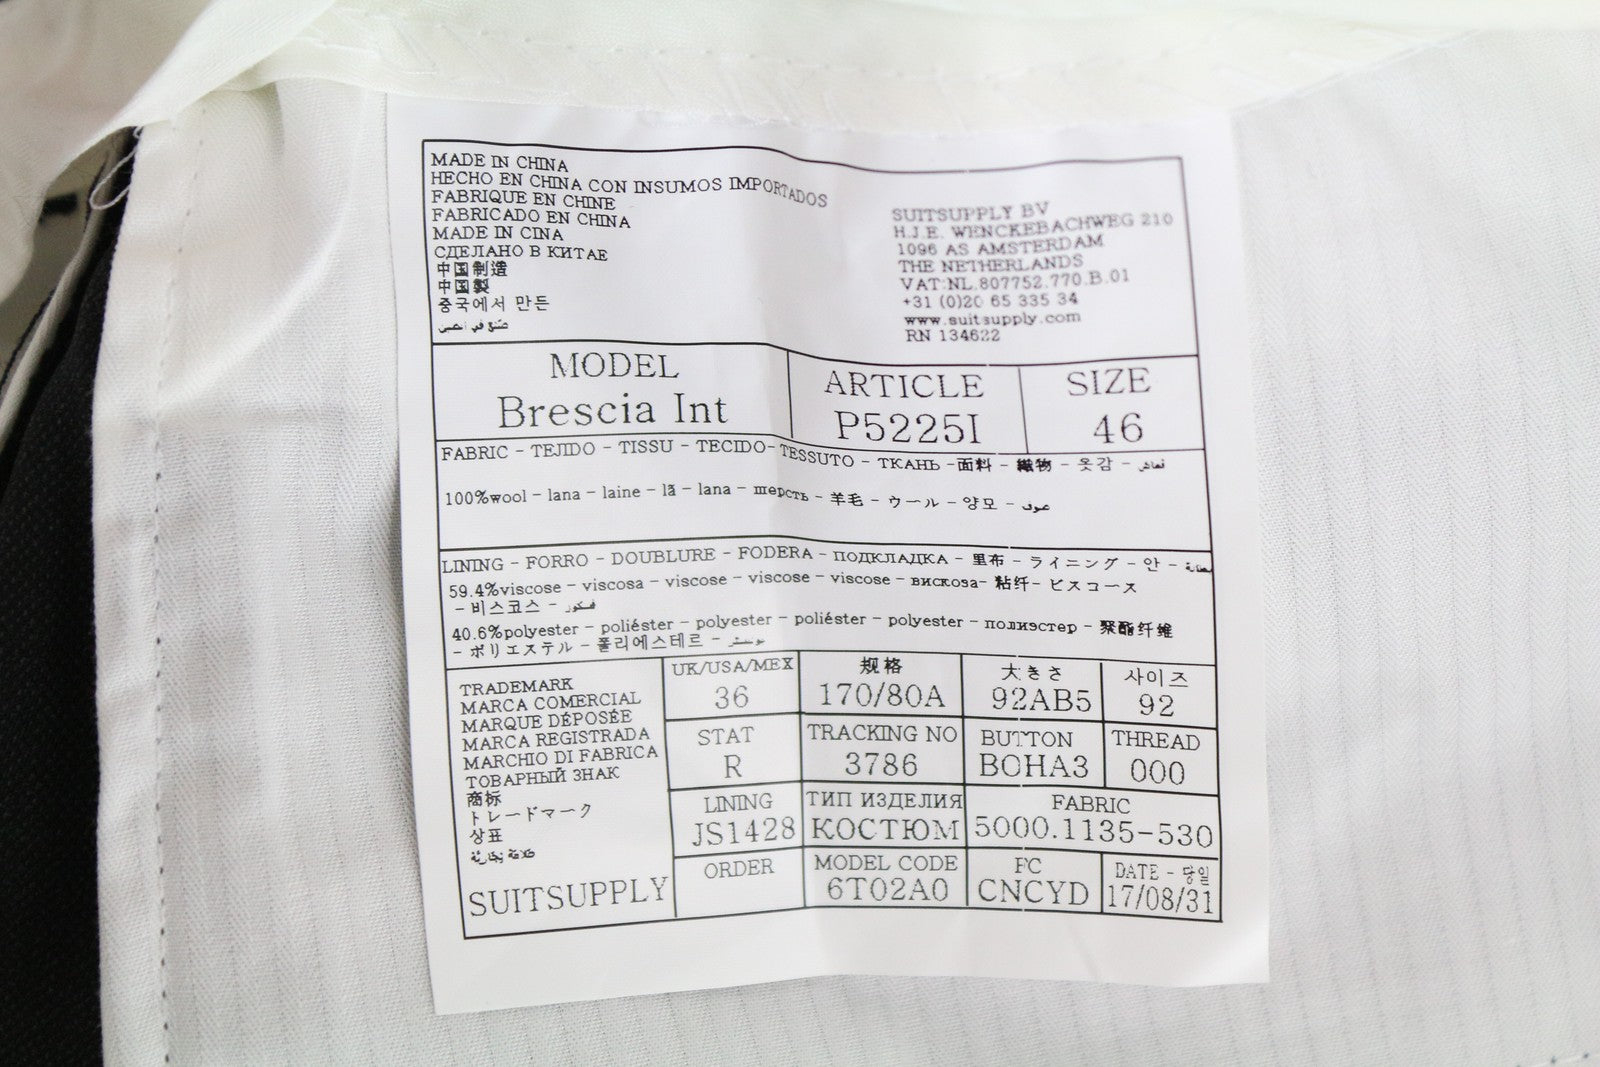 MADE IN CHINA
HECHO EN CHINA CON INSUMOS IMPORTADOS
FABRIQUE EN CHINE
FABRICADO EN CHINA
MADE IN CINA
СДЕЛАНО В КИТАЕ
中国制造
中国製
중국에서 만든
صنع في الصين
SUITSUPPLY BV
H.J.E. WENCKEBACHWEG 210
1096 AS AMSTERDAM
THE NETHERLANDS
VAT:NL.807752.770.B.01
+31 (0)20 65 335 34
www.suitsupply.com
RN 134622
MODEL
Brescia Int
ARTICLE
P5225I
SIZE
46
FABRIC - TEJIDO - TISSU - TECIDO- TESSUTO - ТКАНЬ -面料 - 織物 - 옷감 - قماش
100%wool - lana - laine - lã - lana - шерсть - 羊毛 - ウール - 양모 - صوف
LINING - FORRO - DOUBLURE - FODERA - ПОДКЛАДКА - 里布 - ライニング - 안 - بطانة
59.4%viscose - viscosa - viscose - viscose - viscose - вискоза- 粘纤- ビスコース
- 비스코스 - فسكوز
40.6%polyester - poliéster - polyester - poliéster - polyester - полиэстер - 聚酯纤维
- ポリエステル - 폴리에스테르 - بوليستر
TRADEMARK
MARCA COMERCIAL
MARQUE DÉPOSÉE
MARCA REGISTRADA
MARCHIO DI FABRICA
ТОВАРНЫЙ ЗНАК
商标
トレードマーク
상표
علامة تجارية
SUITSUPPLY
UK/USA/MEX
36
规格
170/80A
大きさ
92AB5
사이즈
92
STAT
R
TRACKING NO
3786
BUTTON
BOHA3
THREAD
000
LINING
JS1428
ТИП ИЗДЕЛИЯ
КОСТЮМ
FABRIC
5000.1135-530
ORDER
MODEL CODE
6T02A0
FC
CNCYD
DATE - 당일
17/08/31